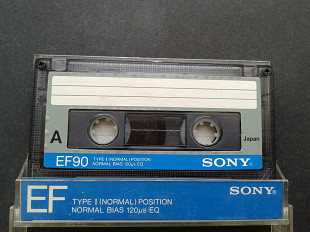 A
Japan
EF90 TYPE I (NORMAL) POSITION
NORMAL BIAS 120µs EQ
SONY®
EF TYPE I (NORMAL) POSITION
NORMAL BIAS 120µs EQ
SONY®